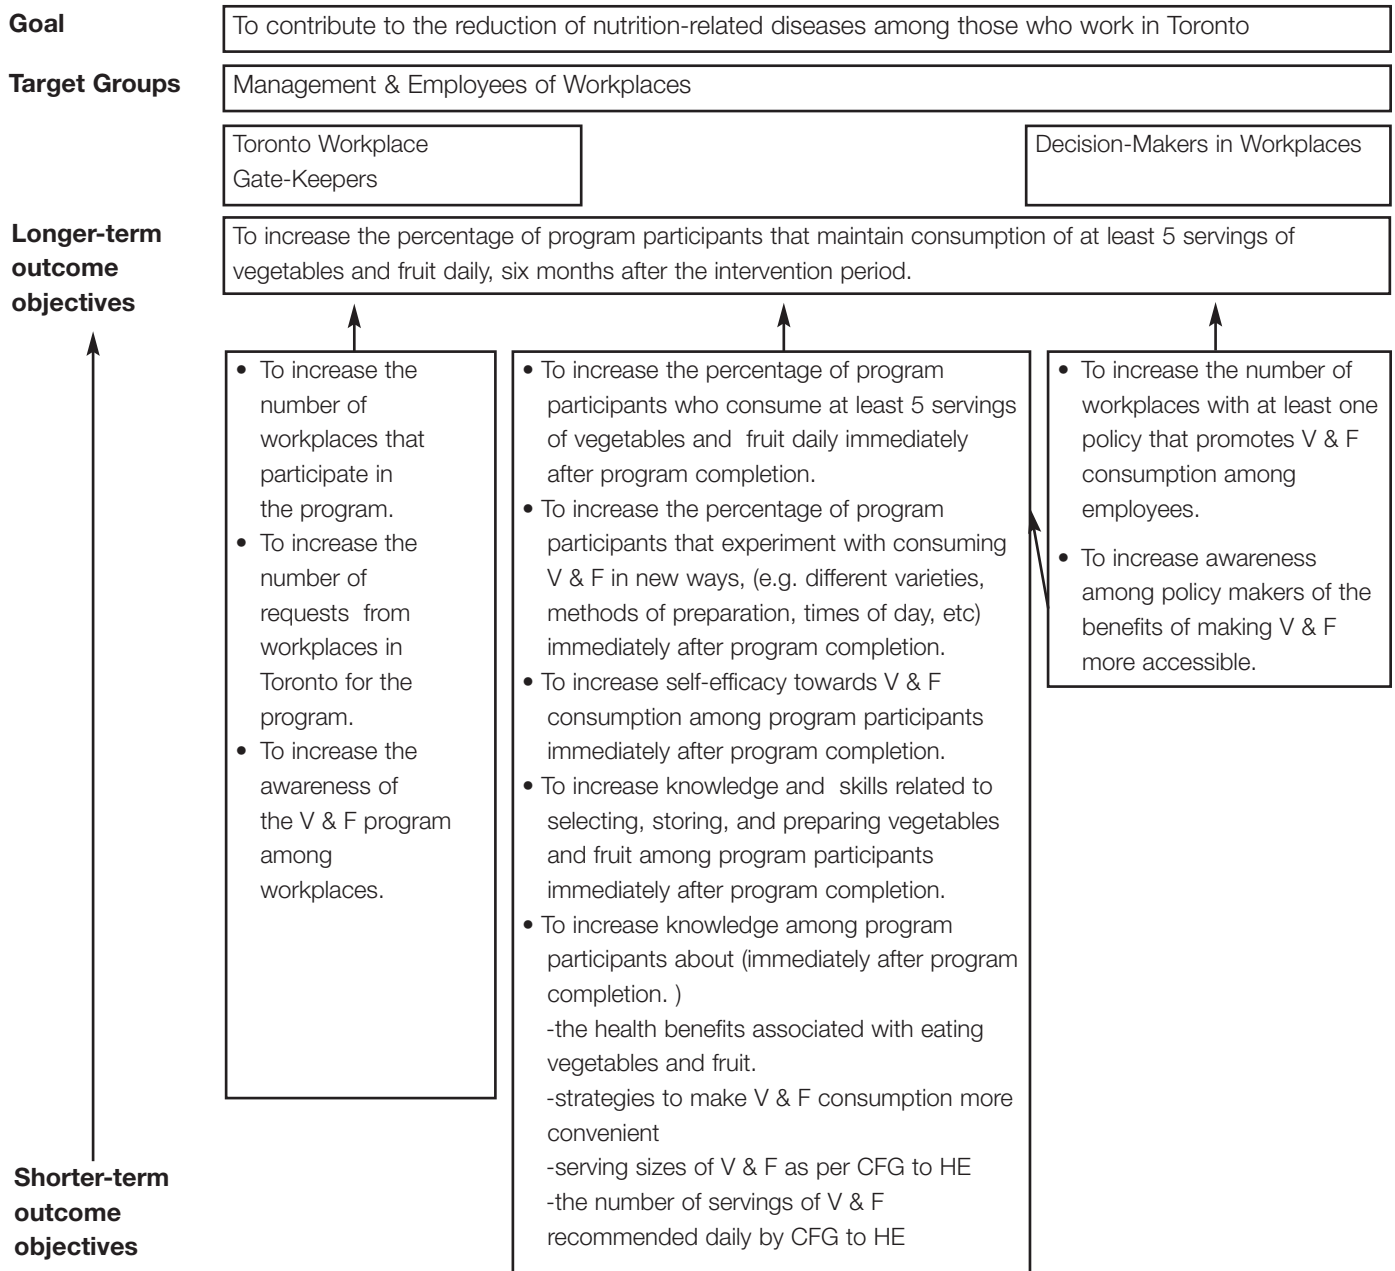 Goal
To contribute to the reduction of nutrition-related diseases among those who work in Toronto
Target Groups
Management & Employees of Workplaces
Toronto Workplace
Gate-Keepers
Decision-Makers in Workplaces
Longer-term
outcome
objectives
To increase the percentage of program participants that maintain consumption of at least 5 servings of
vegetables and fruit daily, six months after the intervention period.
• To increase the
number of
workplaces that
participate in
the program.
• To increase the
number of
requests from
workplaces in
Toronto for the
program.
• To increase the
awareness of
the V & F program
among
workplaces.
• To increase the percentage of program
participants who consume at least 5 servings
of vegetables and fruit daily immediately
after program completion.
• To increase the percentage of program
participants that experiment with consuming
V & F in new ways, (e.g. different varieties,
methods of preparation, times of day, etc)
immediately after program completion.
• To increase self-efficacy towards V & F
consumption among program participants
immediately after program completion.
• To increase knowledge and skills related to
selecting, storing, and preparing vegetables
and fruit among program participants
immediately after program completion.
• To increase knowledge among program
participants about (immediately after program
completion. )
-the health benefits associated with eating
vegetables and fruit.
-strategies to make V & F consumption more
convenient
-serving sizes of V & F as per CFG to HE
-the number of servings of V & F
recommended daily by CFG to HE
• To increase the number of
workplaces with at least one
policy that promotes V & F
consumption among
employees.
• To increase awareness
among policy makers of the
benefits of making V & F
more accessible.
Shorter-term
outcome
objectives